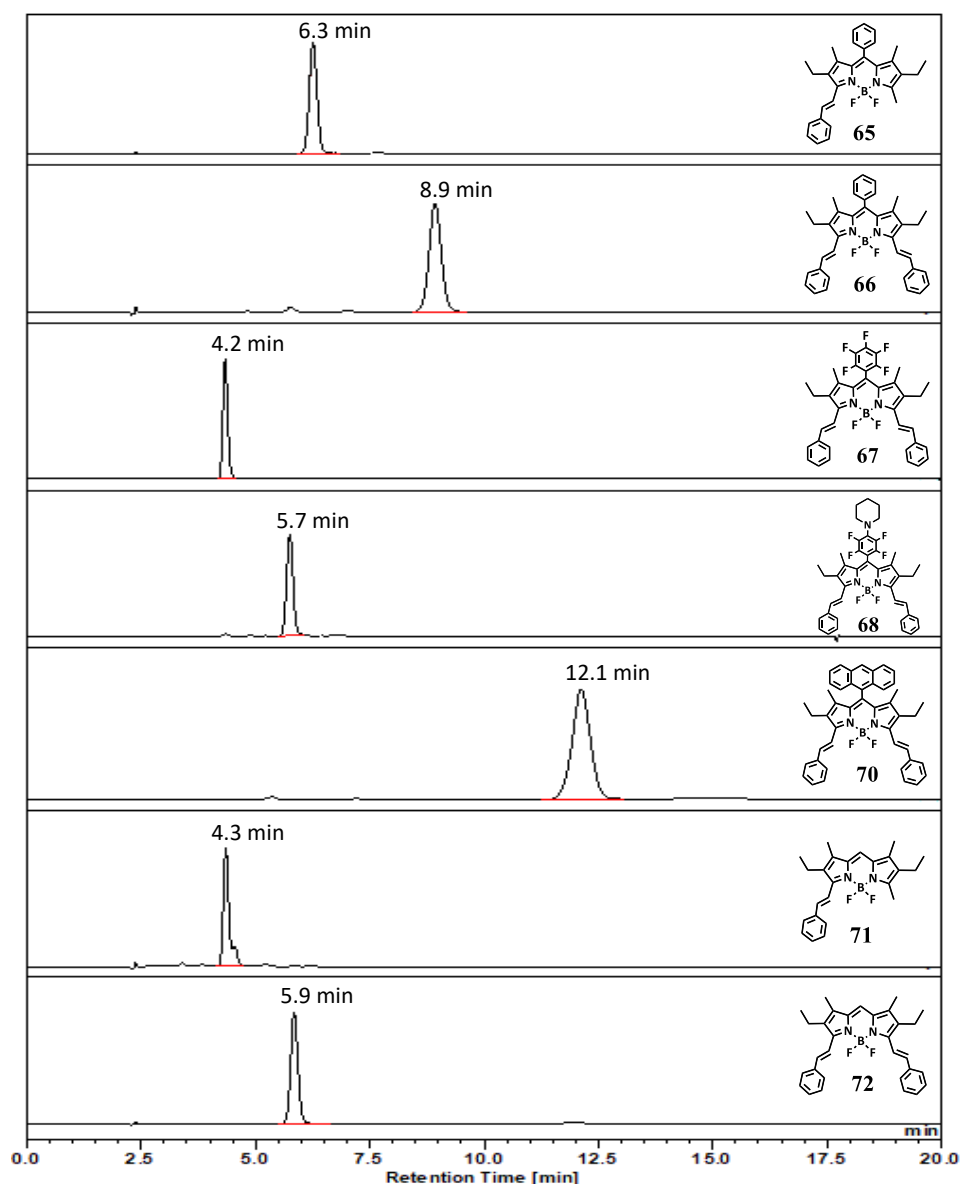 6.3 min
N
N
B
F
F
65
8.9 min
N
N
B
F
F
66
4.2 min
F
F
F
F
F
N
N
B
F
F
67
5.7 min
N
F
F
F
F
N
N
B
F
F
68
12.1 min
N
N
B
F
F
70
4.3 min
N
N
B
F
F
71
5.9 min
N
N
B
F
F
72
min
0.0 2.5 5.0 7.5 10.0 12.5 15.0 17.5 20.0
Retention Time [min]